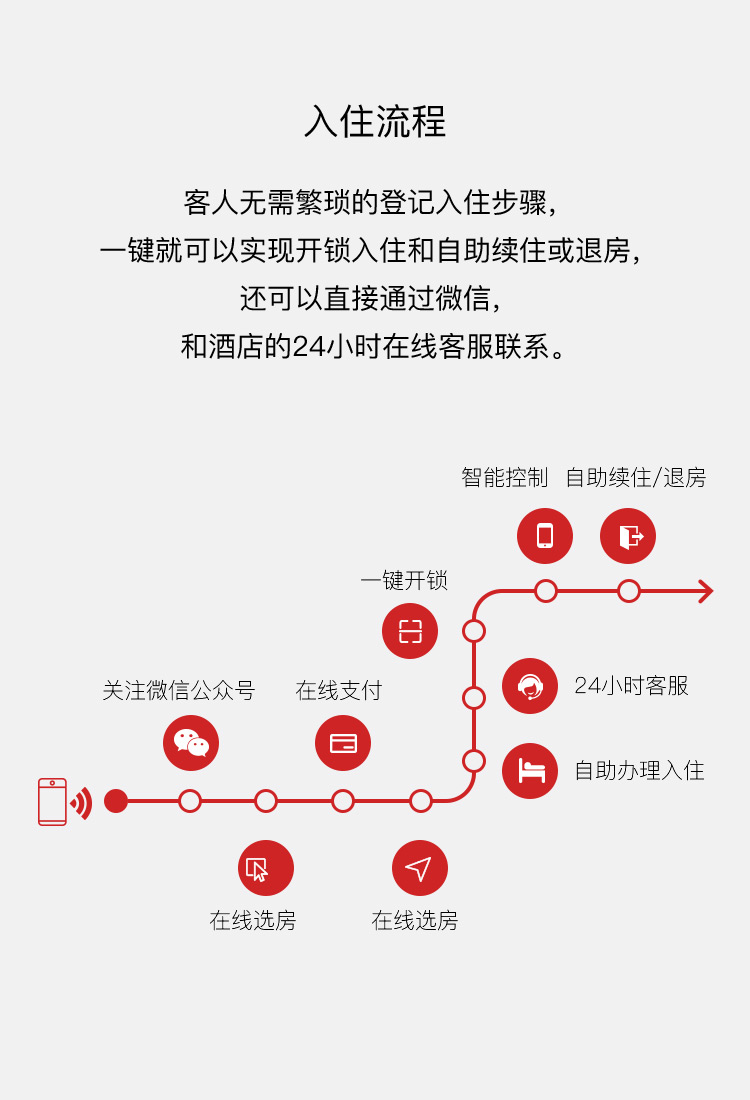 入住流程
客人无需繁琐的登记入住步骤，
一键就可以实现开锁入住和自助续住或退房，
还可以直接通过微信，
和酒店的24小时在线客服联系。
智能控制
自助续住/退房
一键开锁
关注微信公众号
在线支付
24小时客服
自助办理入住
在线选房
在线选房